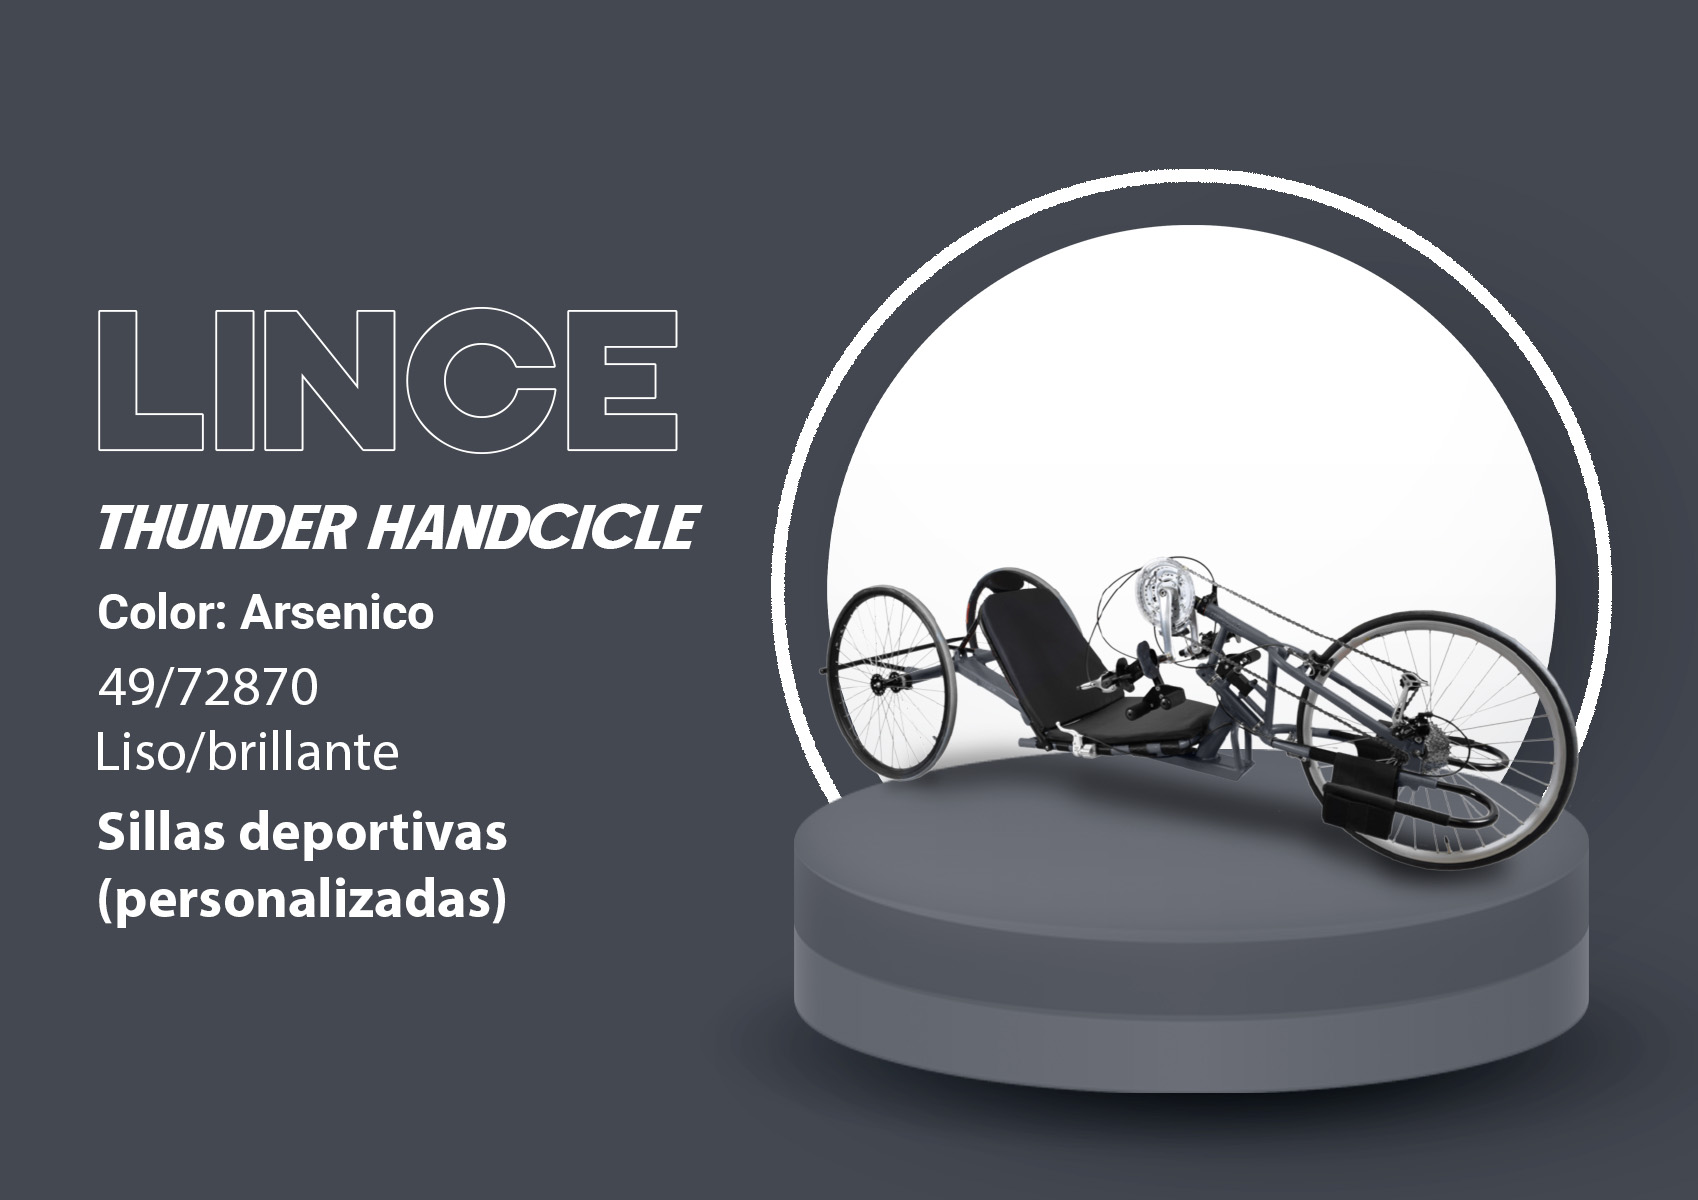 LINCE
THUNDER HANDCICLE
Color: Arsenico
49/72870
Liso/brillante
Sillas deportivas
(personalizadas)